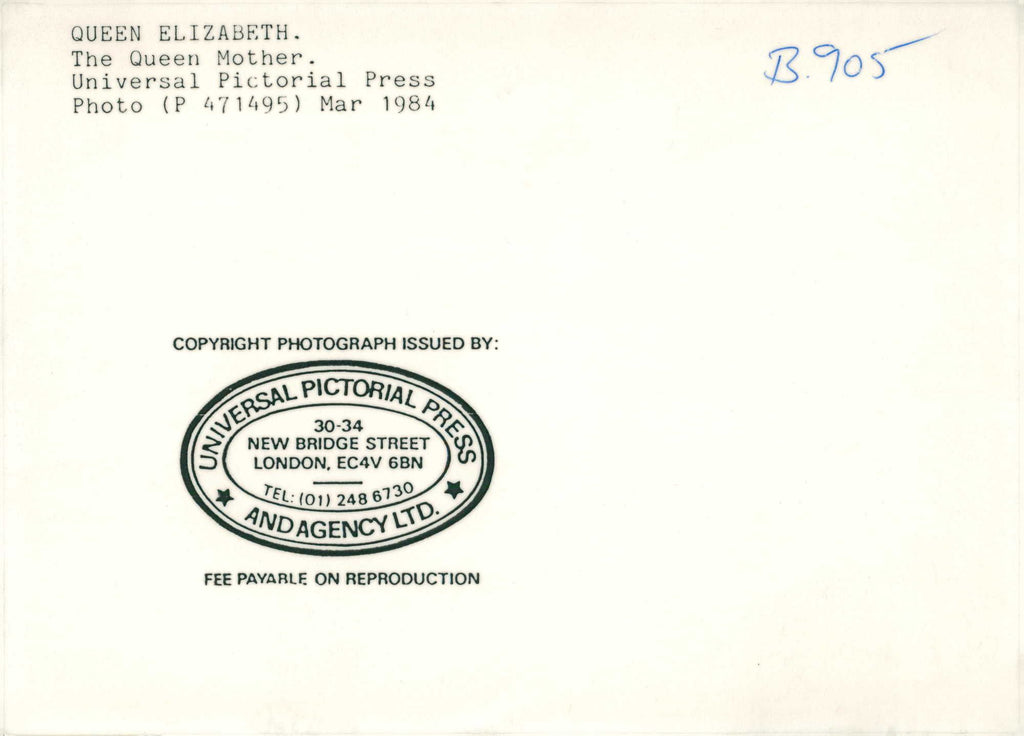 QUEEN ELIZABETH.
The Queen Mother.
Universal Pictorial Press
Photo (P 471495) Mar 1984
B.905
COPYRIGHT PHOTOGRAPH ISSUED BY:
UNIVERSAL PICTORIAL PRESS
30-34
NEW BRIDGE STREET
LONDON, EC4V 6BN
TEL: (01) 248 6730
AND AGENCY LTD.
FEE PAYABLE ON REPRODUCTION